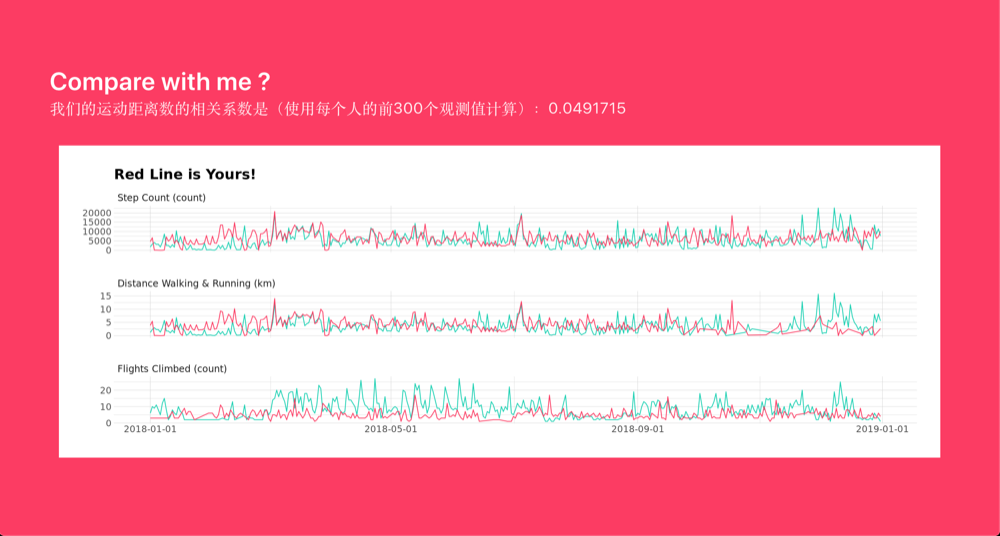 Compare with me ?
我们的运动距离数的相关系数是（使用每个人的前300个观测值计算）：0.0491715
Red Line is Yours!
Step Count (count)
20000
15000
10000
5000
0
Distance Walking & Running (km)
15
10
5
0
Flights Climbed (count)
20
10
0
2018-01-01 2018-05-01 2018-09-01 2019-01-01